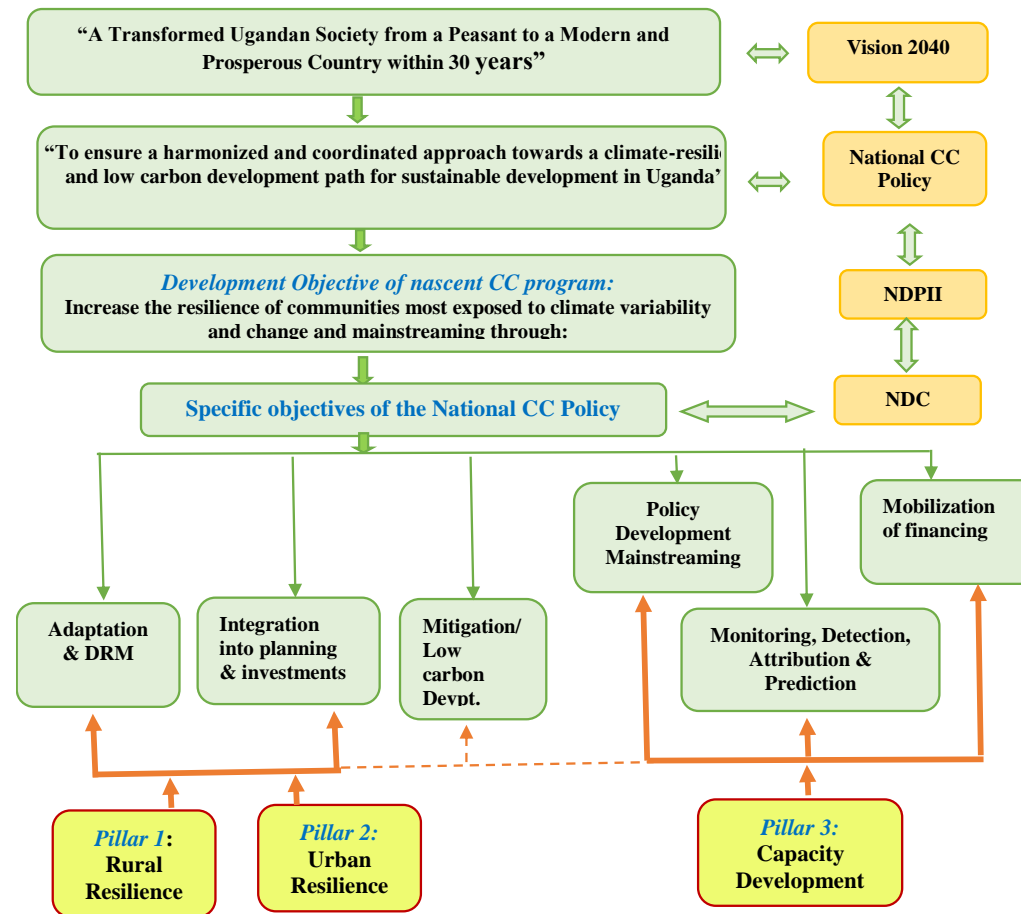 “A Transformed Ugandan Society from a Peasant to a Modern and
Prosperous Country within 30 years”
Vision 2040
“To ensure a harmonized and coordinated approach towards a climate-resili
and low carbon development path for sustainable development in Uganda”
National CC
Policy
Development Objective of nascent CC program:
Increase the resilience of communities most exposed to climate variability
and change and mainstreaming through:
NDPII
Specific objectives of the National CC Policy
NDC
Policy
Development
Mainstreaming
Mobilization
of financing
Adaptation
& DRM
Integration
into planning
& investments
Mitigation/
Low
carbon
Devpt.
Monitoring, Detection,
Attribution &
Prediction
Pillar 1:
Rural
Resilience
Pillar 2:
Urban
Resilience
Pillar 3:
Capacity
Development